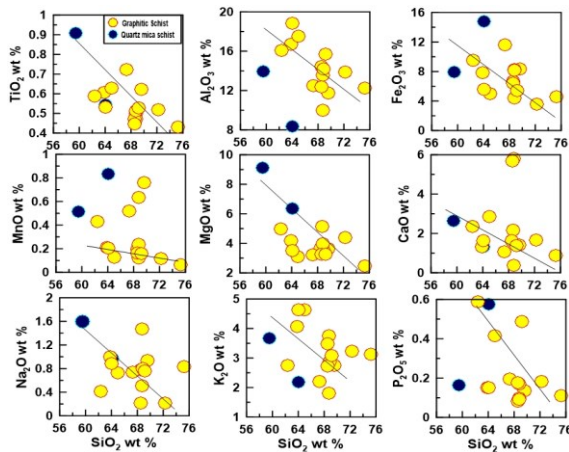 TiO2 wt %
1
0.9
0.8
0.7
0.6
0.5
0.4
56 60 64 68 72 76
Graphitic Schist
Quartz mica schist
Al2O3 wt %
20
16
12
8
56 60 64 68 72 76
Fe2O3 wt %
16
12
8
4
0
56 60 64 68 72 76
MnO wt %
1
0.8
0.6
0.4
0.2
0
56 60 64 68 72 76
MgO wt %
10
8
6
4
2
56 60 64 68 72 76
CaO wt %
6
4
2
0
56 60 64 68 72 76
Na2O wt %
2
1.6
1.2
0.8
0.4
0
56 60 64 68 72 76
SiO2 wt %
K2O wt %
5
4
3
2
1
56 60 64 68 72 76
SiO2 wt %
P2O5 wt %
0.6
0.4
0.2
0
56 60 64 68 72 76
SiO2 wt %